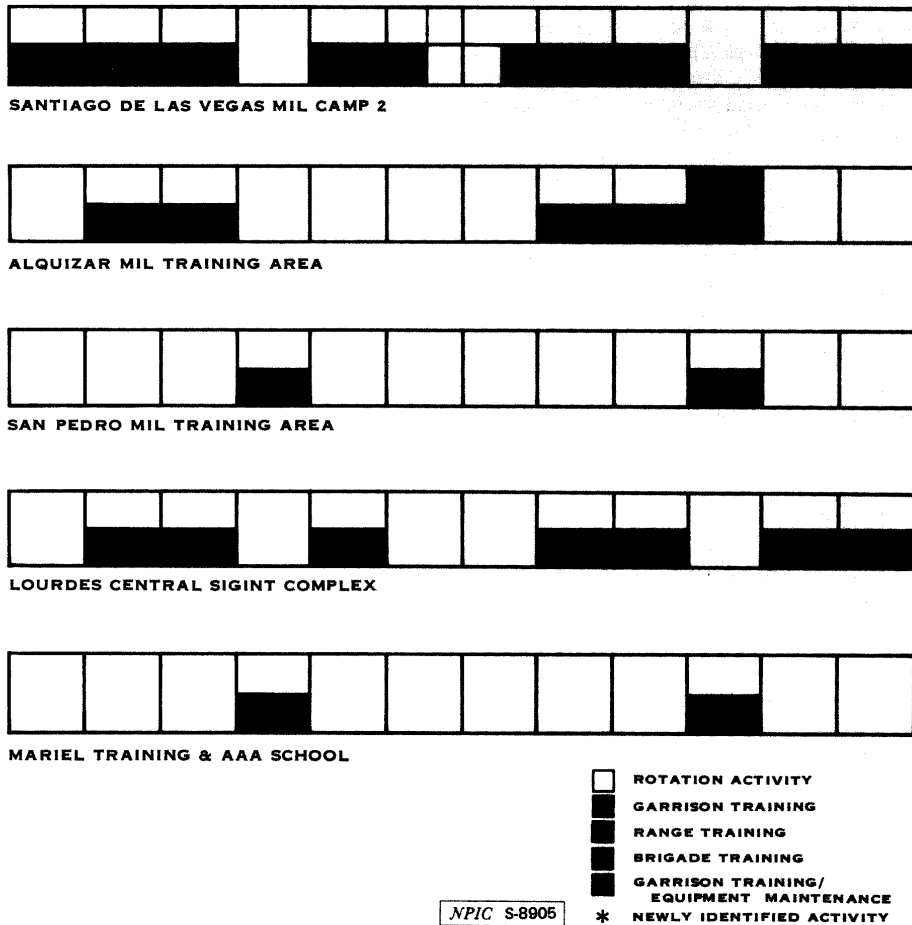 SANTIAGO DE LAS VEGAS MIL CAMP 2
ALQUIZAR MIL TRAINING AREA
SAN PEDRO MIL TRAINING AREA
LOURDES CENTRAL SIGINT COMPLEX
MARIEL TRAINING & AAA SCHOOL
ROTATION ACTIVITY
GARRISON TRAINING
RANGE TRAINING
BRIGADE TRAINING
GARRISON TRAINING/
EQUIPMENT MAINTENANCE
* NEWLY IDENTIFIED ACTIVITY
NPIC S-8905